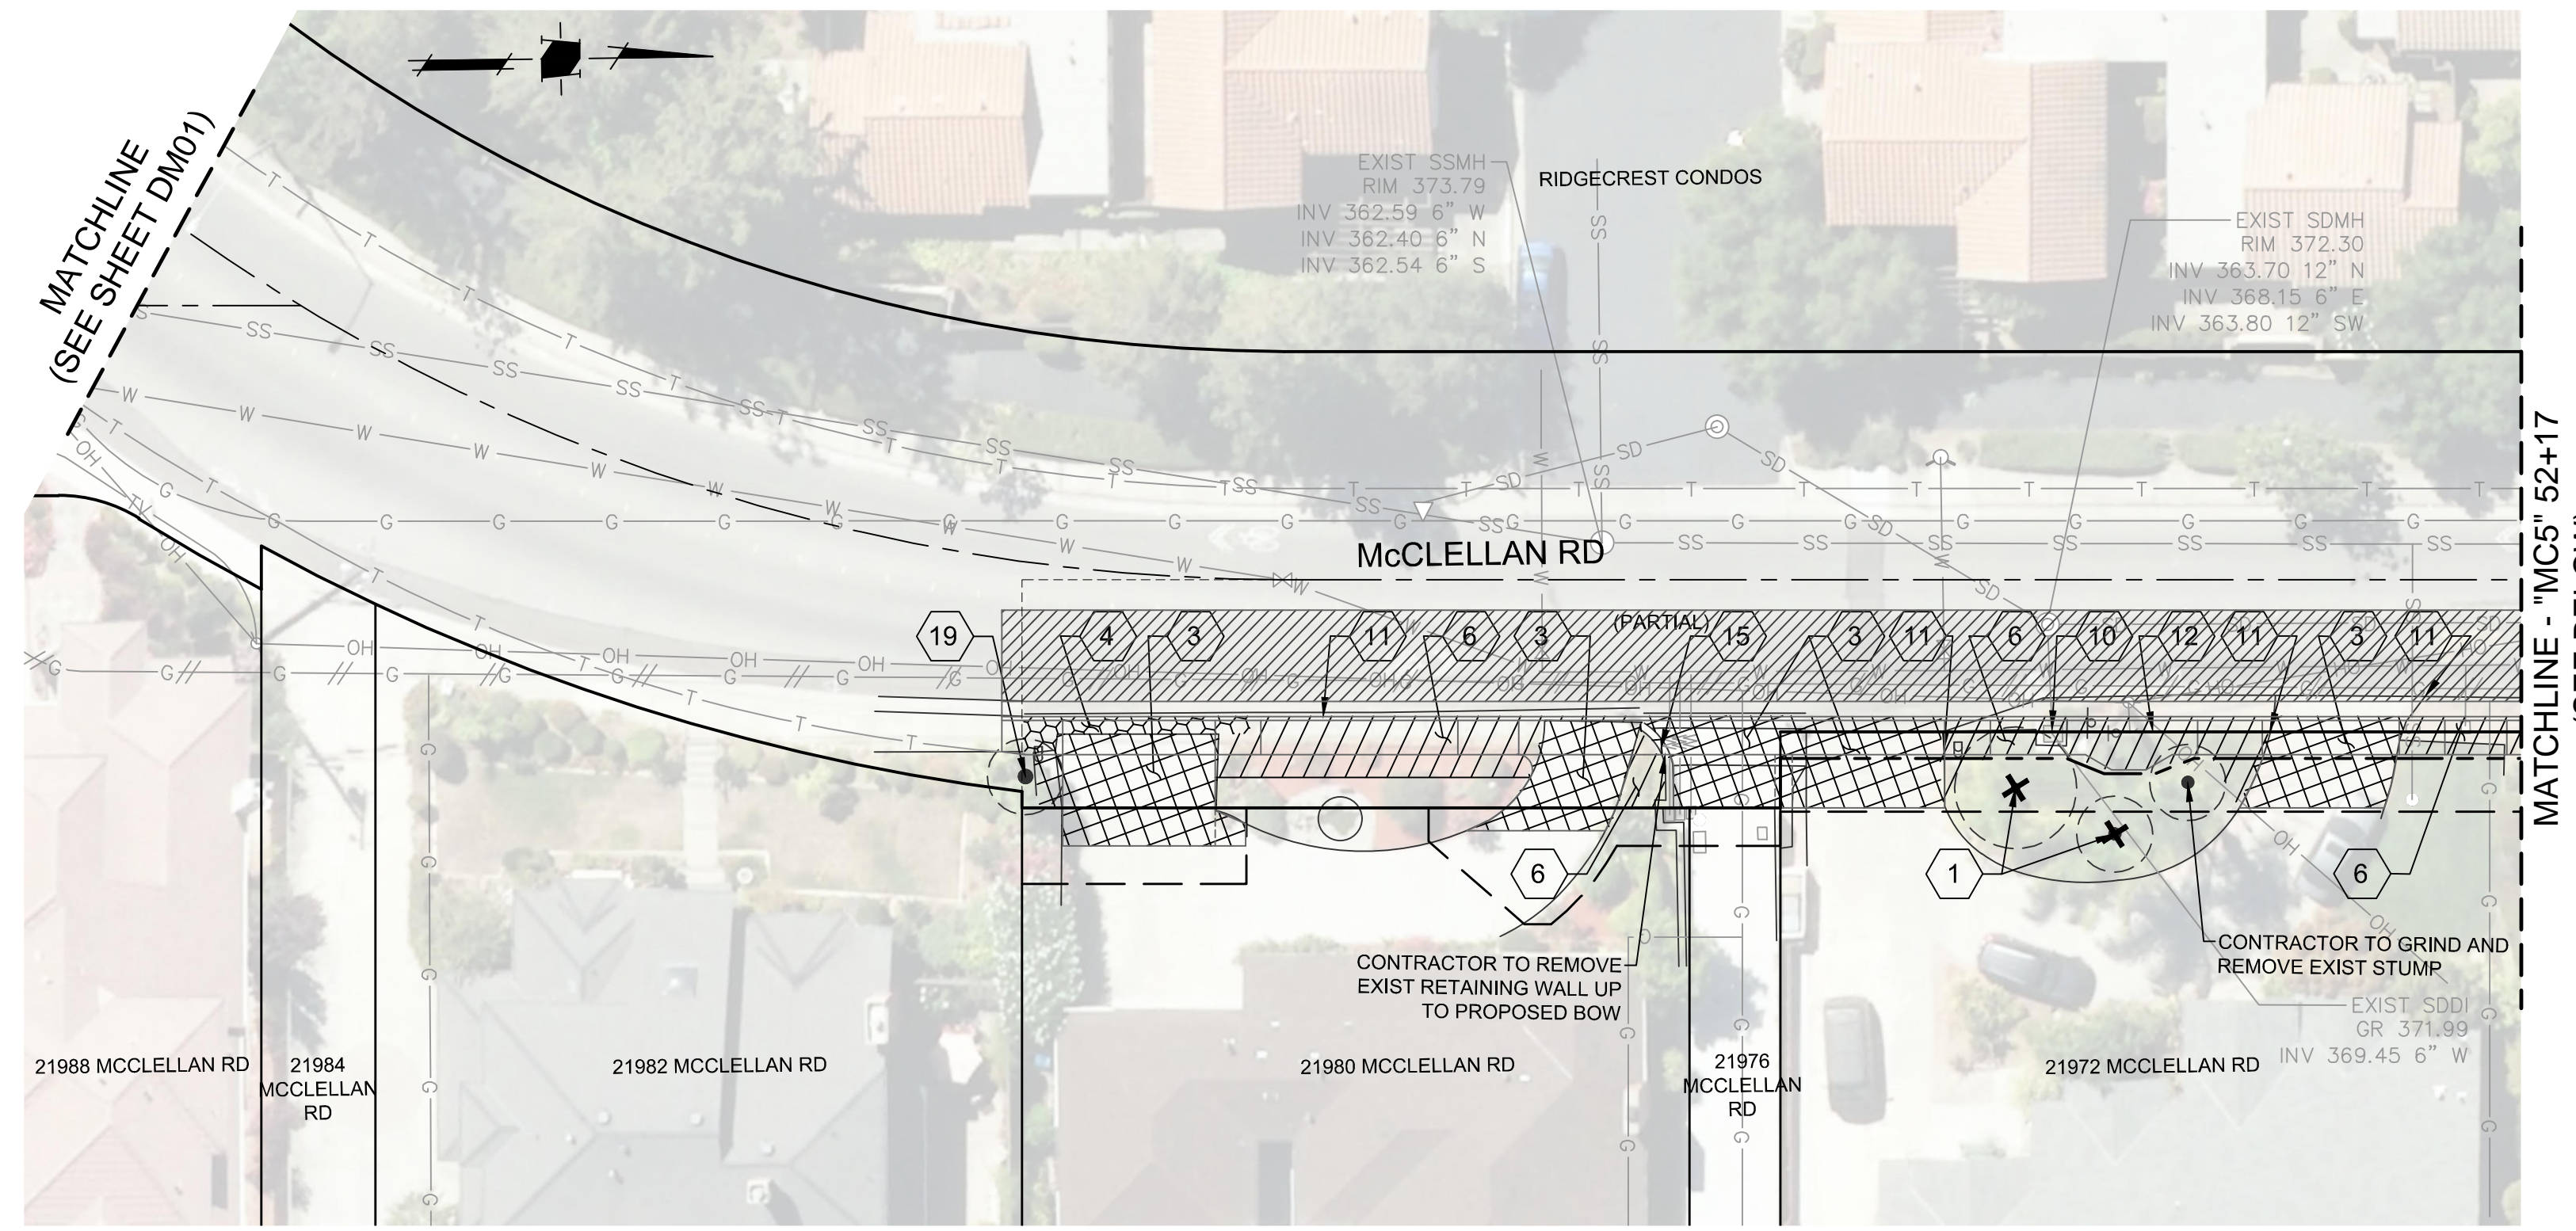 MATCHLINE
(SEE SHEET DM01)
EXIST SSMH
RIM 373.79
INV 362.59 6" W
INV 362.40 6" N
INV 362.54 6" S
RIDGECREST CONDOS
EXIST SDMH
RIM 372.30
INV 363.70 12" N
INV 368.15 6" E
INV 363.80 12" SW
McCLELLAN RD
(PARTIAL)
19
4
3
11
6
3
15
3
11
6
10
12
11
3
11
6
1
6
CONTRACTOR TO REMOVE
EXIST RETAINING WALL UP
TO PROPOSED BOW
CONTRACTOR TO GRIND AND
REMOVE EXIST STUMP
EXIST SDDI
GR 371.99
INV 369.45 6" W
21988 MCCLELLAN RD
21984
MCCLELLAN
RD
21982 MCCLELLAN RD
21980 MCCLELLAN RD
21976
MCCLELLAN
RD
21972 MCCLELLAN RD
MATCHLINE - "MC5" 52+17